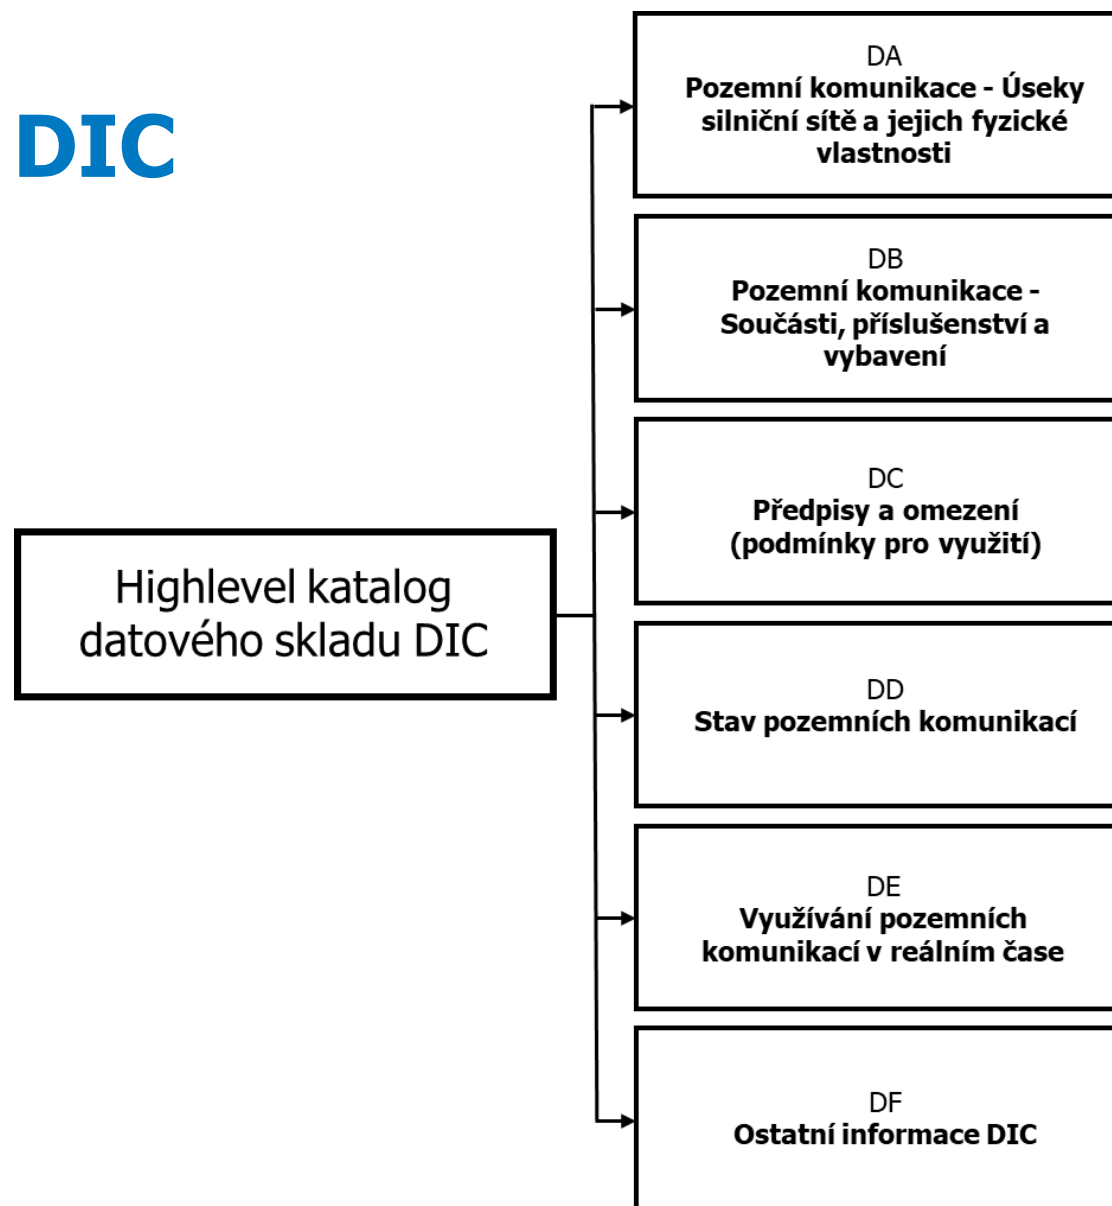 DIC
Highlevel katalog
datového skladu DIC
DA
Pozemní komunikace - Úseky
silniční sítě a jejich fyzické
vlastnosti
DB
Pozemní komunikace -
Součásti, příslušenství a
vybavení
DC
Předpisy a omezení
(podmínky pro využití)
DD
Stav pozemních komunikací
DE
Využívání pozemních
komunikací v reálním čase
DF
Ostatní informace DIC